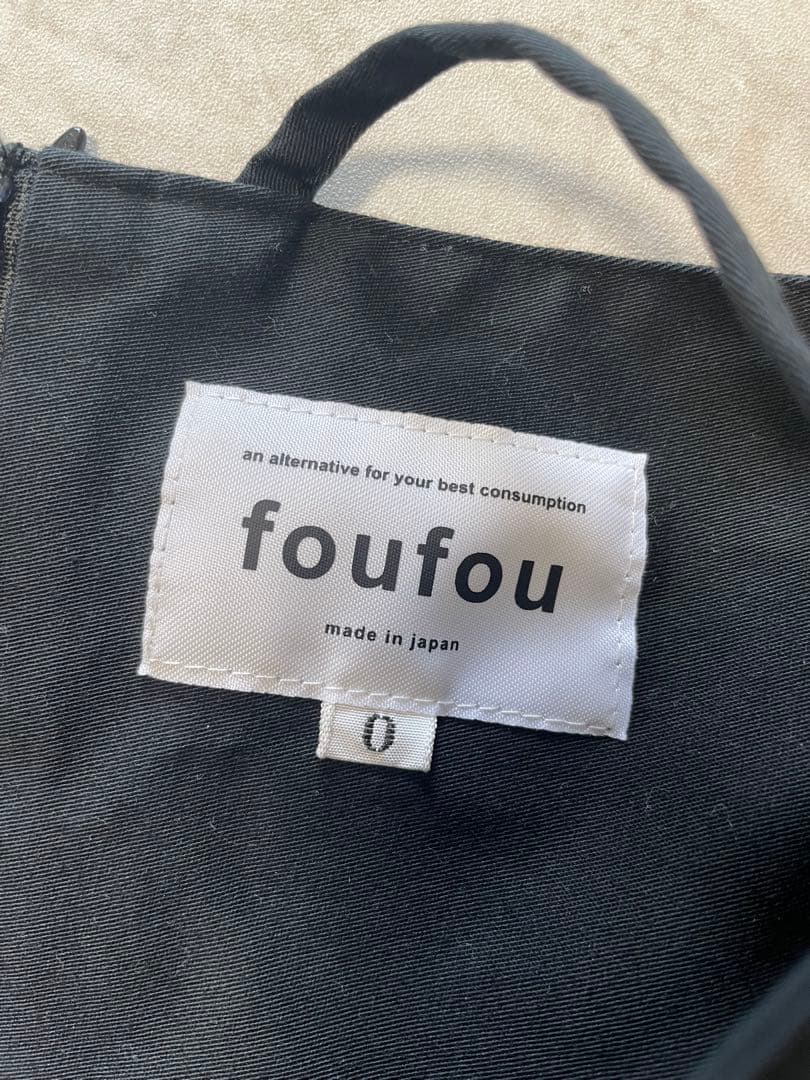 an alternative for your best consumption
foufou
made in japan
0